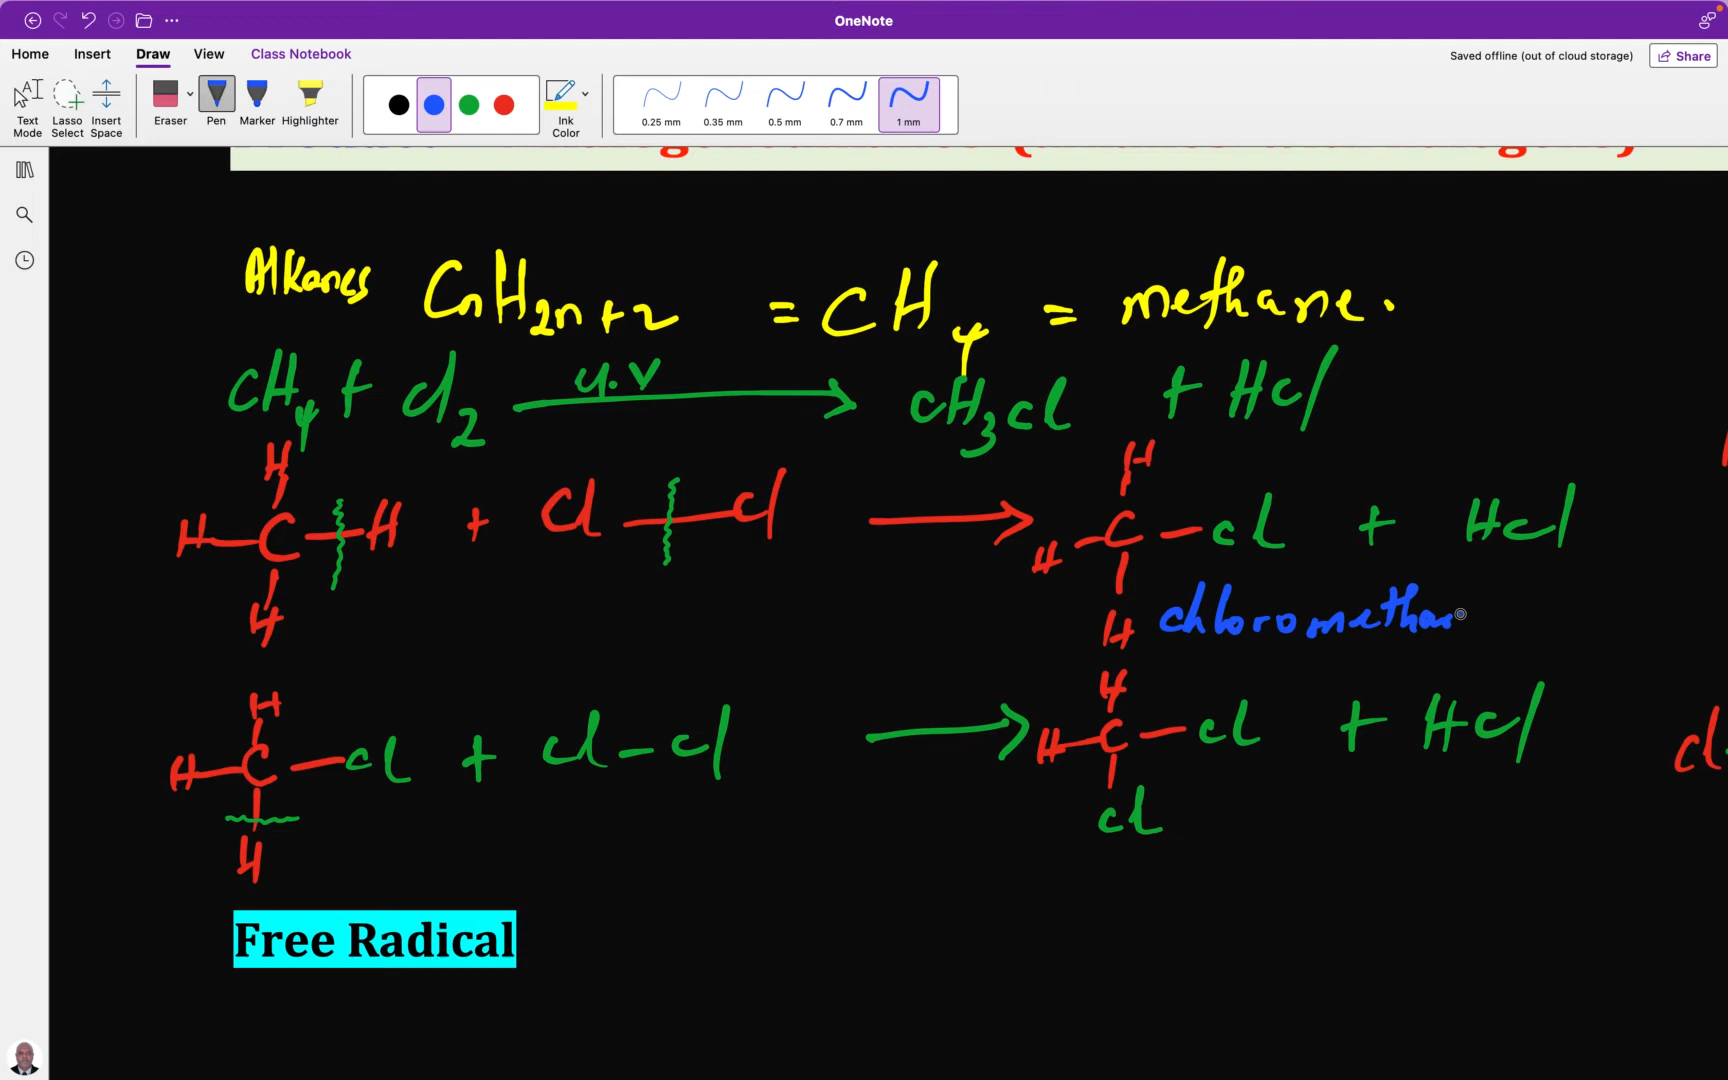 OneNote
Home Insert Draw View Class Notebook
Saved offline (out of cloud storage) Share
Text Mode
Lasso Select
Insert Space
Eraser Pen Marker Highlighter
Ink Color
0.25 mm 0.35 mm 0.5 mm 0.7 mm 1 mm
Alkanes CnH2n+2 = CH4 = methane.
CH4 + Cl2 u.v CH3Cl + HCl
H H
H C H + Cl Cl C Cl + HCl
H
H H chloromethan
H H
H C Cl + Cl-Cl H C Cl + HCl
Cl
H
Cl
Free Radical